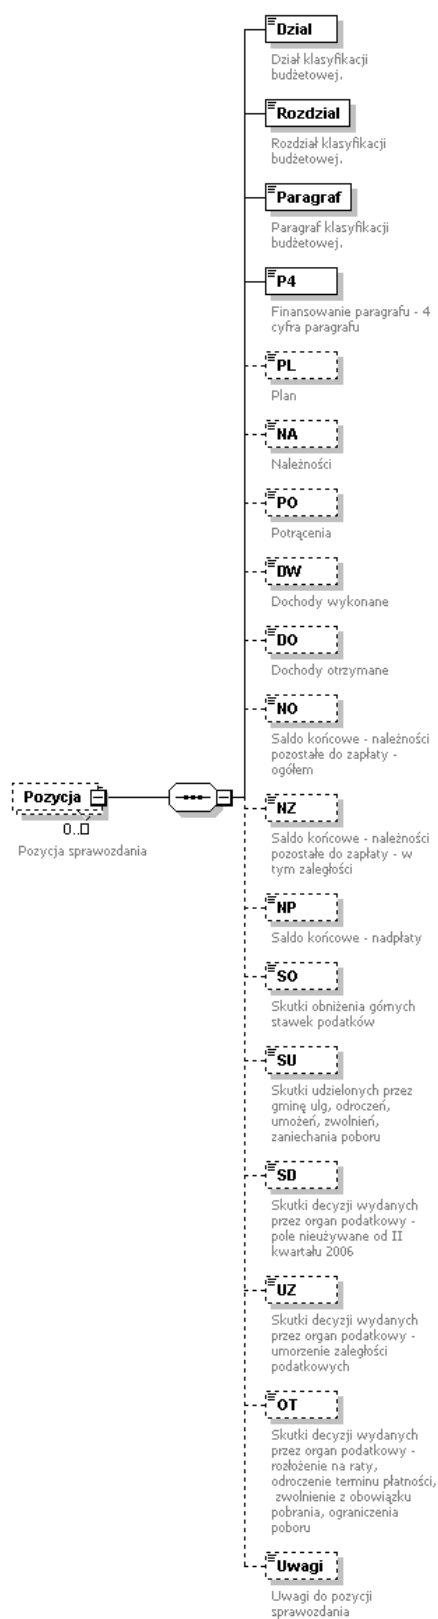 Dzial
Dział klasyfikacji
budżetowej.
Rozdzial
Rozdział klasyfikacji
budżetowej.
Paragraf
Paragraf klasyfikacji
budżetowej.
P4
Finansowanie paragrafu - 4
cyfra paragrafu
PL
Plan
NA
Należności
PO
Potrącenia
DW
Dochody wykonane
DO
Dochody otrzymane
NO
Saldo końcowe - należności
pozostałe do zapłaty -
ogółem
Pozycja
0..
Pozycja sprawozdania
NZ
Saldo końcowe - należności
pozostałe do zapłaty - w
tym zaległości
NP
Saldo końcowe - nadpłaty
SO
Skutki obniżenia górnych
stawek podatków
SU
Skutki udzielonych przez
gminę ulg, odroczeń,
umożeń, zwolnień,
zaniechania poboru
SD
Skutki decyzji wydanych
przez organ podatkowy -
pole nieużywane od II
kwartału 2006
UZ
Skutki decyzji wydanych
przez organ podatkowy -
umorzenie zaległości
podatkowych
OT
Skutki decyzji wydanych
przez organ podatkowy -
rozłożenie na raty,
odroczenie terminu płatności,
zwolnienie z obowiązku
pobrania, ograniczenia
poboru
Uwagi
Uwagi do pozycji
sprawozdania